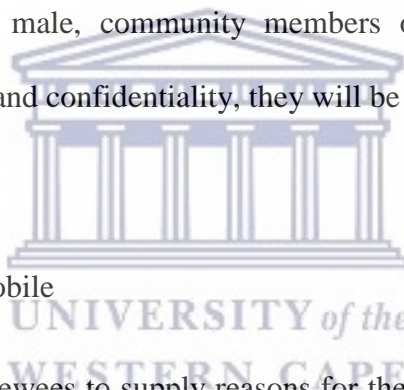 male, community members
and confidentiality, they will be
obile
UNIVERSITY of the
WESTERN CAPE
ewees to supply reasons for the